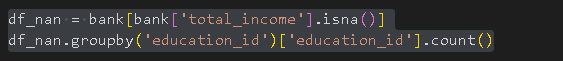 df_nan = bank[bank['total_income'].isna()]
df_nan.groupby('education_id')['education_id'].count()